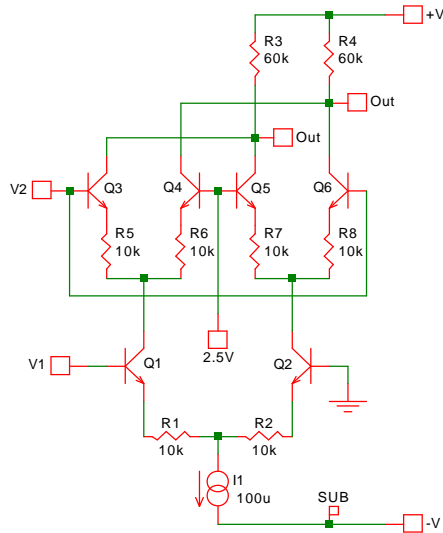 +V
R3
60k
R4
60k
Out
Out
V2
Q3
Q4
Q5
Q6
R5
10k
R6
10k
R7
10k
R8
10k
2.5V
V1
Q1
Q2
R1
10k
R2
10k
I1
100u
SUB
-V